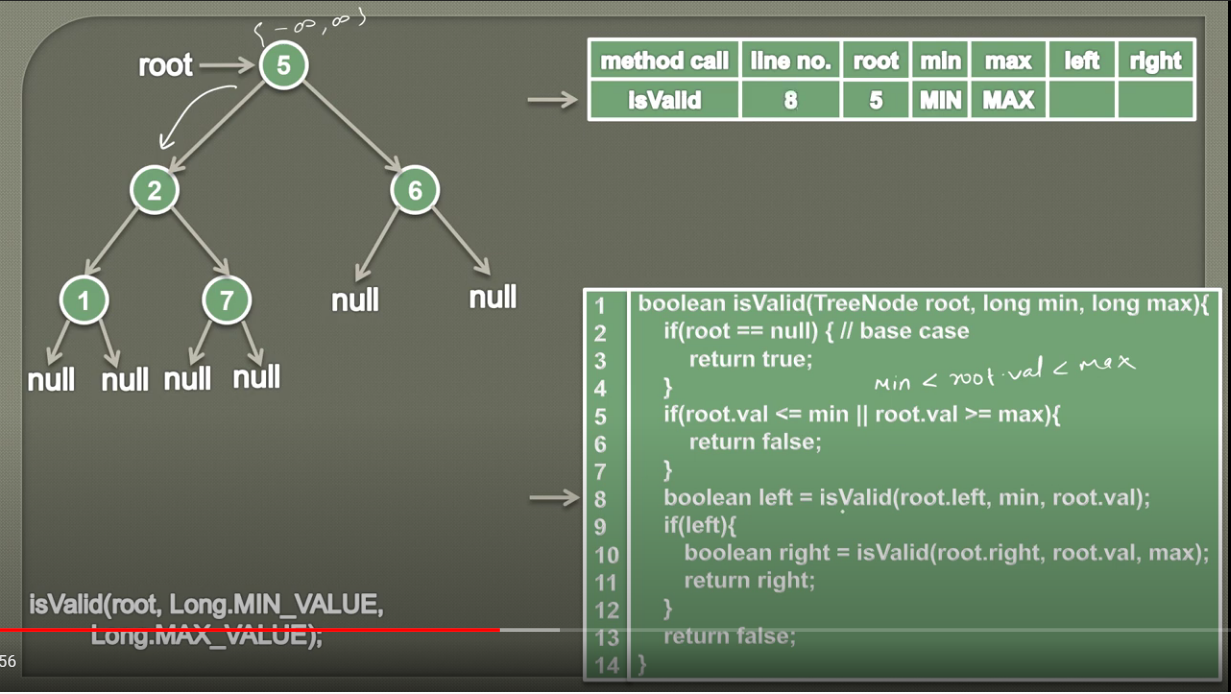 {-∞, ∞}
root
5
2
6
1
7
null
null
null null null null
method call line no. root min max left right
isValid 8 5 MIN MAX
1 boolean isValid(TreeNode root, long min, long max){
2 if(root == null) { // base case
3 return true;
min < root.val < max
4 }
5 if(root.val <= min || root.val >= max){
6 return false;
7 }
8 boolean left = isValid(root.left, min, root.val);
9 if(left){
10 boolean right = isValid(root.right, root.val, max);
11 return right;
12 }
13 return false;
14 }
isValid(root, Long.MIN_VALUE,
Long.MAX_VALUE);
56